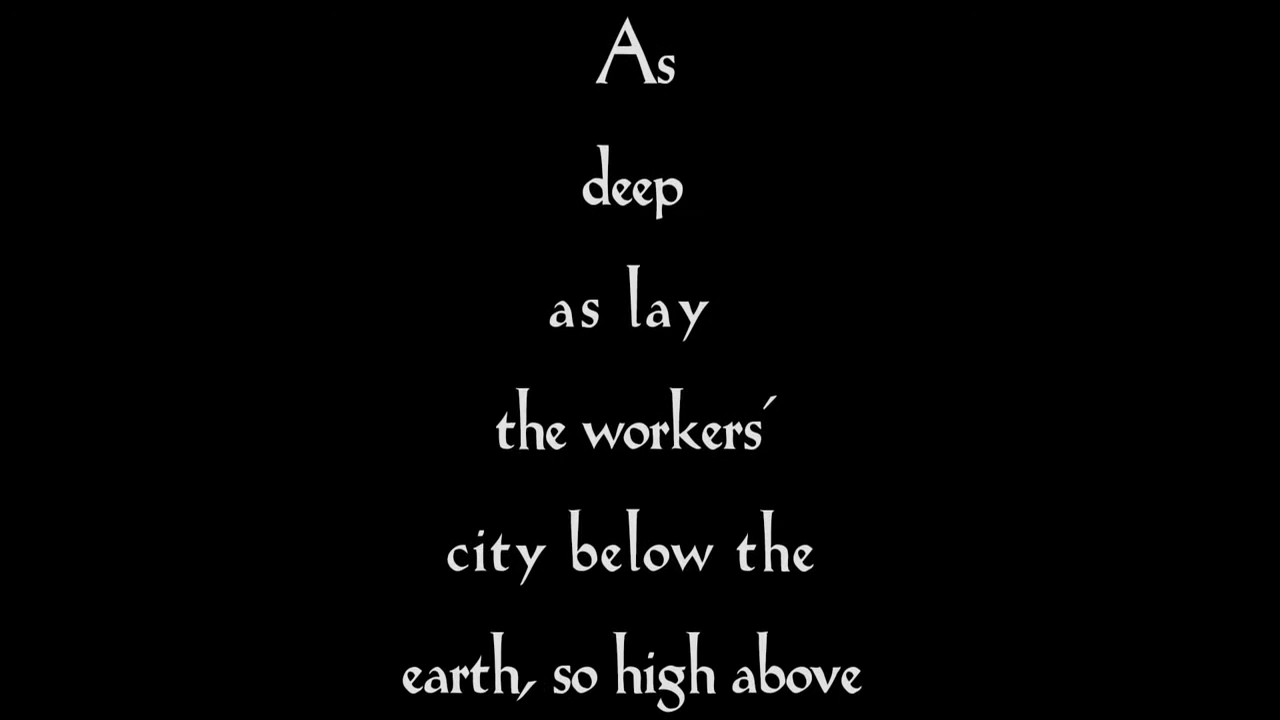 As
deep
as lay
the workers´
city below the
earth, so high above